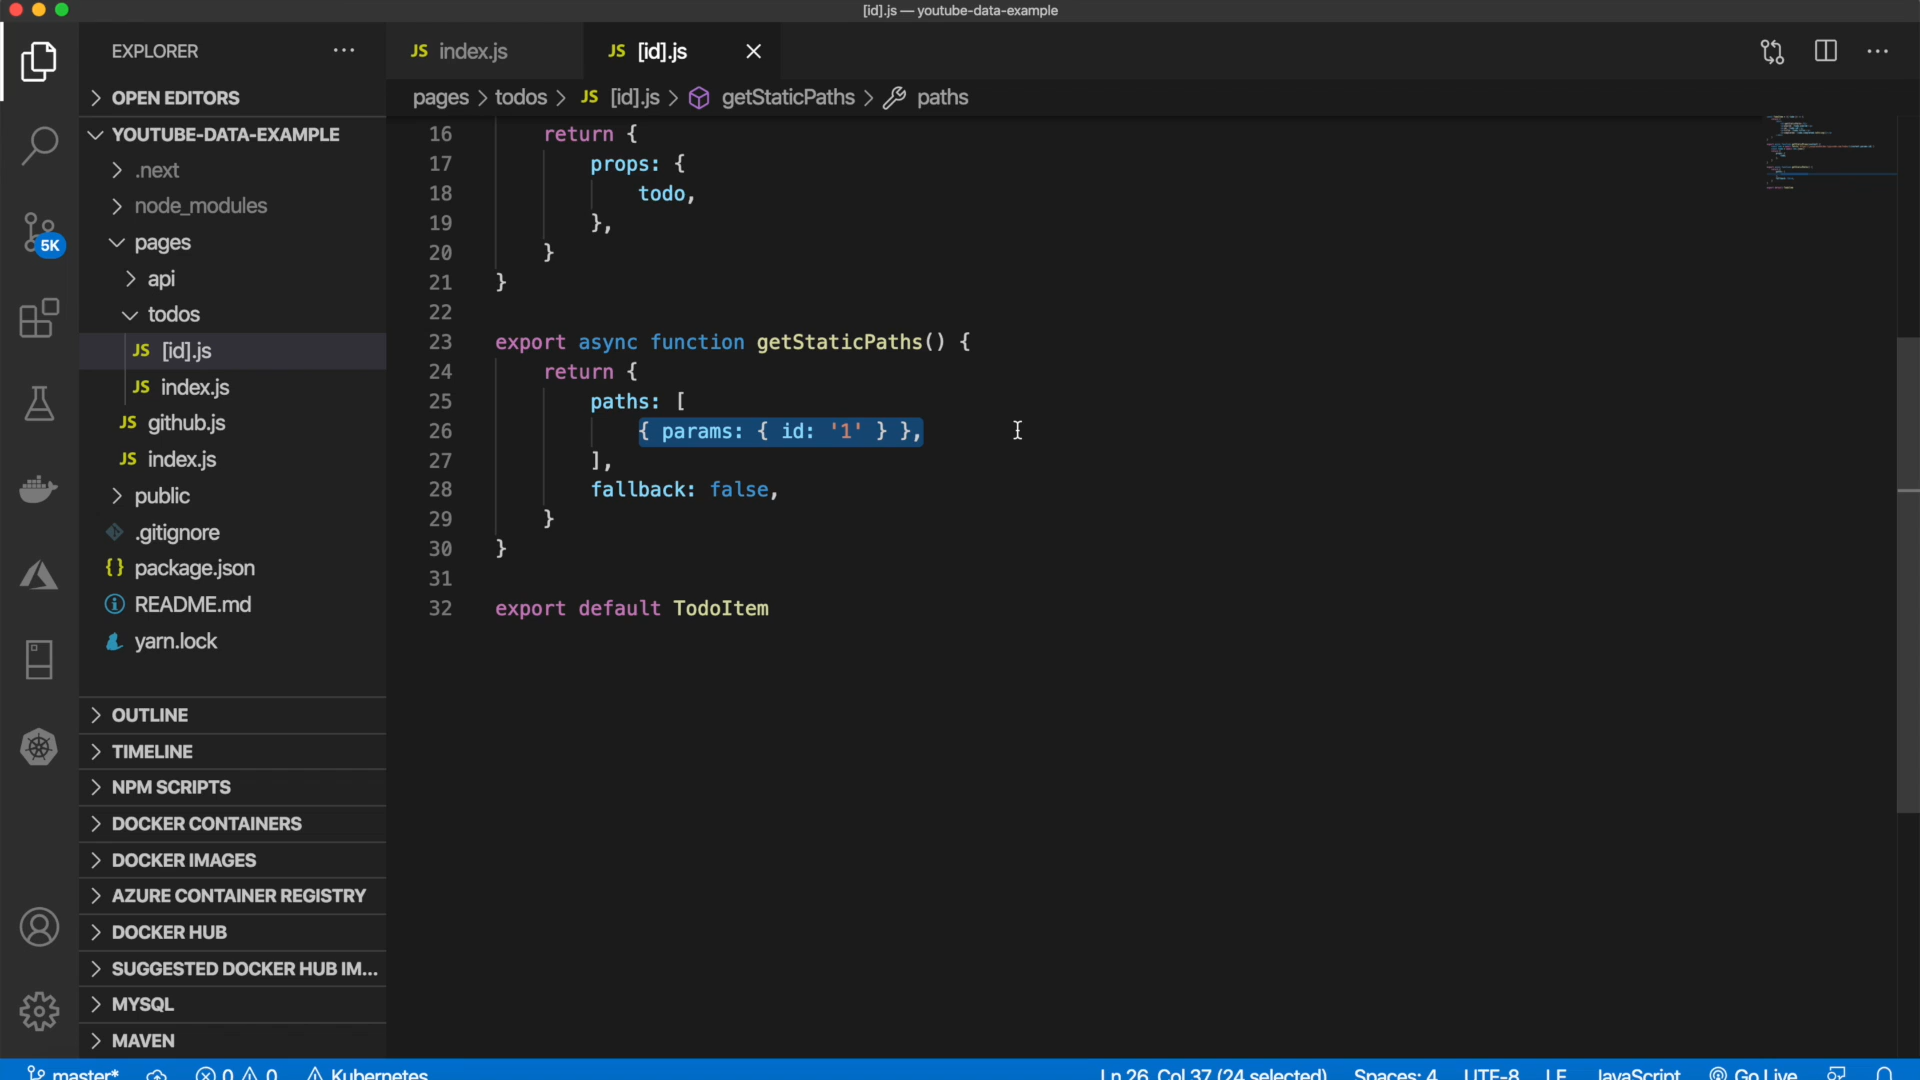 [id].js — youtube-data-example
EXPLORER
JS index.js
JS [id].js
OPEN EDITORS
pages > todos > JS [id].js > getStaticPaths > paths
YOUTUBE-DATA-EXAMPLE
.next
node_modules
pages
api
todos
JS [id].js
JS index.js
JS github.js
JS index.js
public
.gitignore
{} package.json
README.md
yarn.lock
5K
OUTLINE
TIMELINE
NPM SCRIPTS
DOCKER CONTAINERS
DOCKER IMAGES
AZURE CONTAINER REGISTRY
DOCKER HUB
SUGGESTED DOCKER HUB IM...
MYSQL
MAVEN
16 return {
17 props: {
18 todo,
19 },
20 }
21 }
22
23 export async function getStaticPaths() {
24 return {
25 paths: [
26 { params: { id: '1' } },
27 ],
28 fallback: false,
29 }
30 }
31
32 export default TodoItem
master* 0 0 Kubernetes Ln 26, Col 37 (24 selected) Spaces: 4 UTF-8 LF JavaScript Go Live